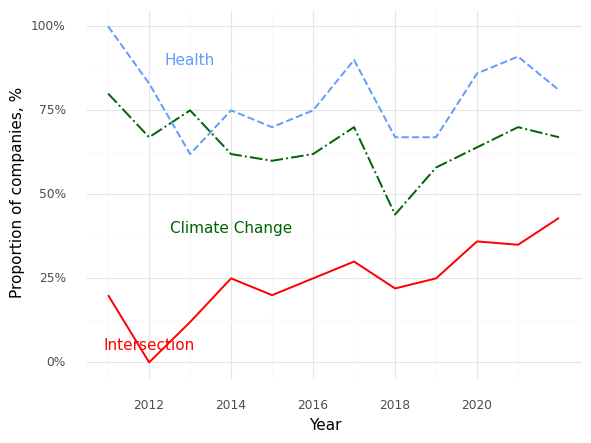 100%
Health
75%
50%
Climate Change
25%
Intersection
0%
Proportion of companies, %
2012 2014 2016 2018 2020
Year